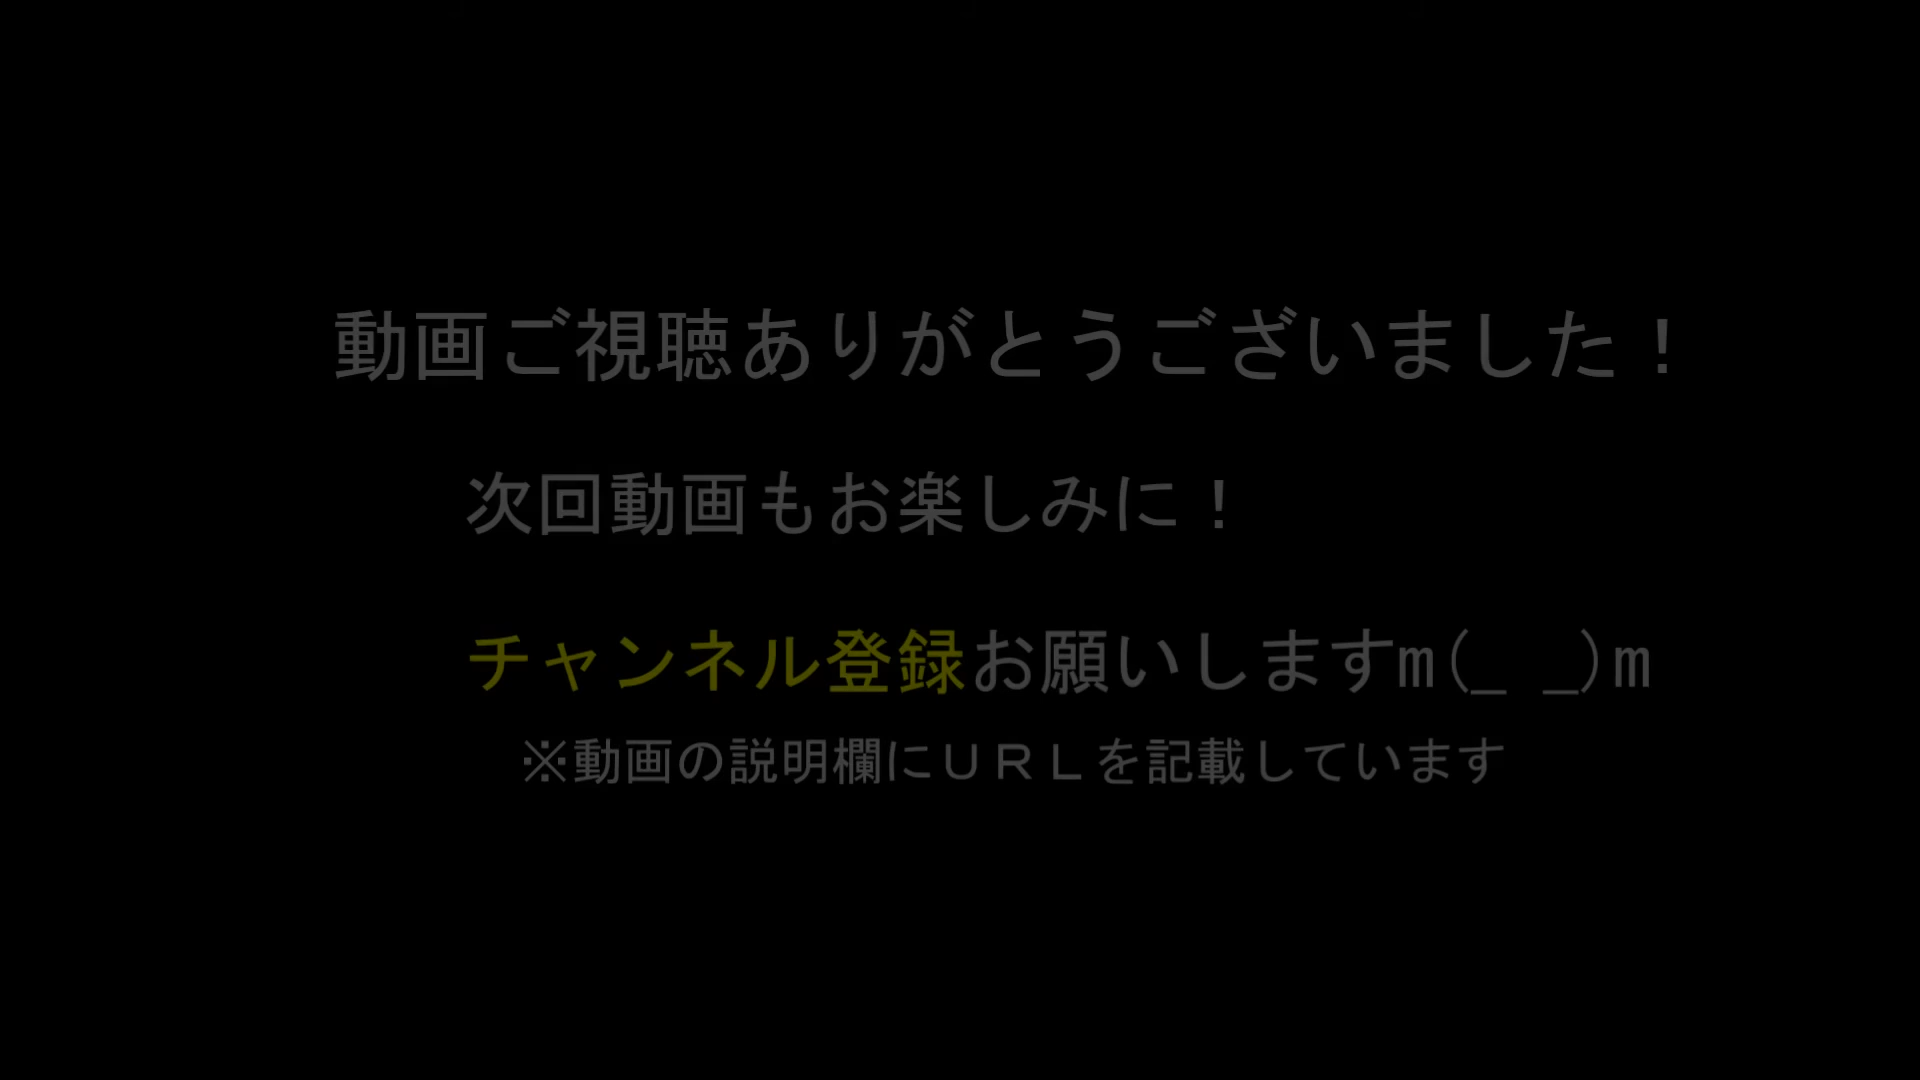 動画ご視聴ありがとうございました！
次回動画もお楽しみに！
チャンネル登録お願いしますm(_ _)m
※動画の説明欄にＵＲＬを記載しています